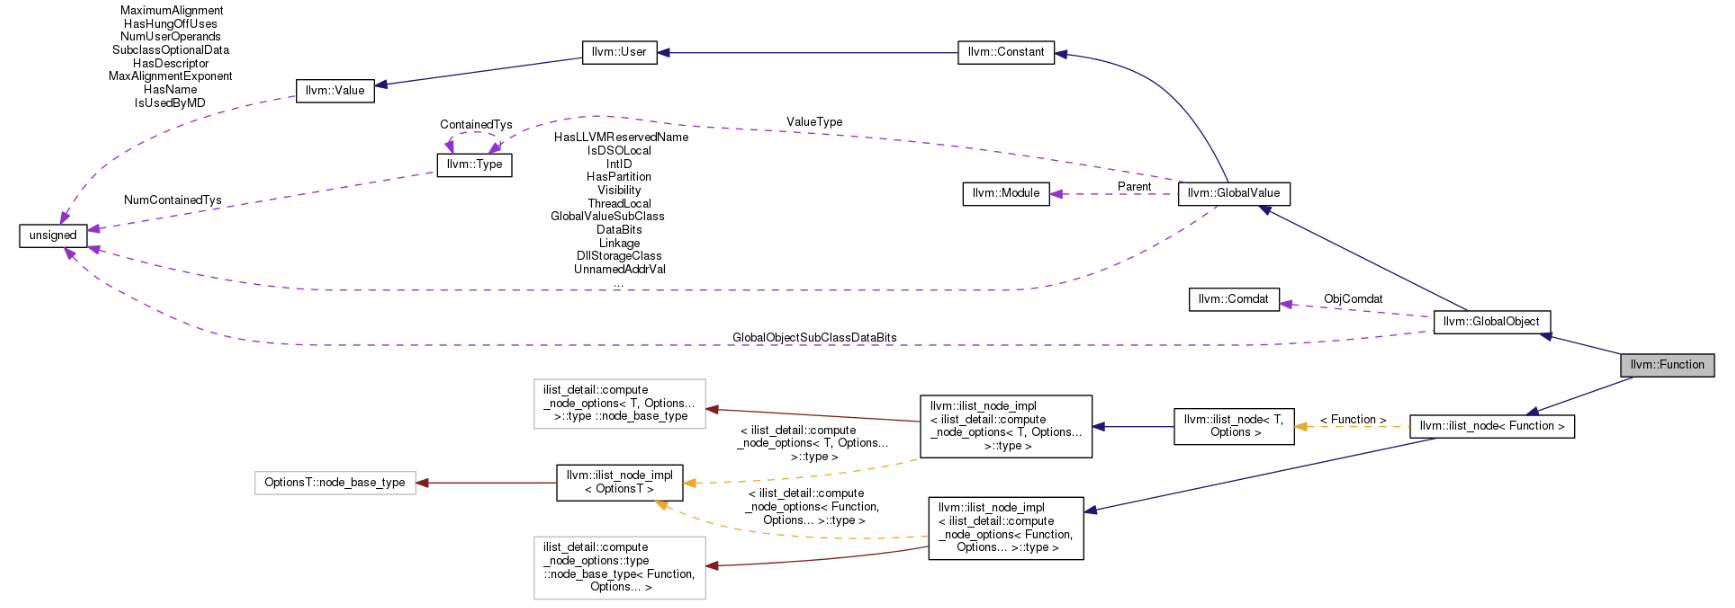 MaximumAlignment
HasHungOffUses
NumUserOperands
SubclassOptionalData
HasDescriptor
MaxAlignmentExponent
HasName
IsUsedByMD
llvm::User
llvm::Constant
llvm::Value
ContainedTys
ValueType
llvm::Type
HasLLVMReservedName
IsDSOLocal
IntID
HasPartition
Visibility
ThreadLocal
GlobalValueSubClass
DataBits
Linkage
DllStorageClass
UnnamedAddrVal
...
llvm::Module
Parent
llvm::GlobalValue
NumContainedTys
unsigned
llvm::Comdat
ObjComdat
llvm::GlobalObject
GlobalObjectSubClassDataBits
llvm::Function
ilist_detail::compute
_node_options< T, Options...
>::type ::node_base_type
llvm::ilist_node_impl
< ilist_detail::compute
_node_options< T, Options...
>::type >
llvm::ilist_node< T,
Options >
< Function >
llvm::ilist_node< Function >
< ilist_detail::compute
_node_options< T, Options...
>::type >
OptionsT::node_base_type
llvm::ilist_node_impl
< OptionsT >
< ilist_detail::compute
_node_options< Function,
Options... >::type >
llvm::ilist_node_impl
< ilist_detail::compute
_node_options< Function,
Options... >::type >
ilist_detail::compute
_node_options::type
::node_base_type< Function,
Options... >